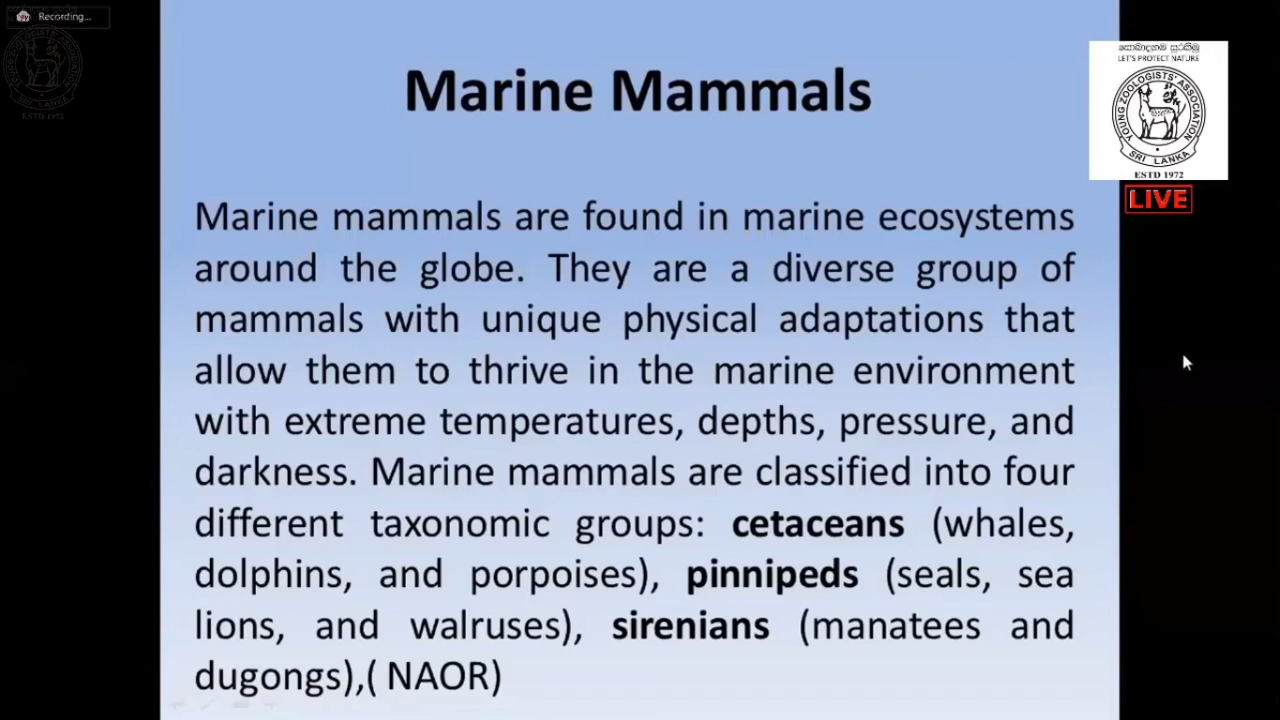 Recording...
Marine Mammals
සොබාදහම සුරකිමු
LET'S PROTECT NATURE
YOUNG ZOOLOGISTS' ASSOCIATION
SRI LANKA
ESTD 1972
LIVE
Marine mammals are found in marine ecosystems
around the globe. They are a diverse group of
mammals with unique physical adaptations that
allow them to thrive in the marine environment
with extreme temperatures, depths, pressure, and
darkness. Marine mammals are classified into four
different taxonomic groups: cetaceans (whales,
dolphins, and porpoises), pinnipeds (seals, sea
lions, and walruses), sirenians (manatees and
dugongs),( NAOR)